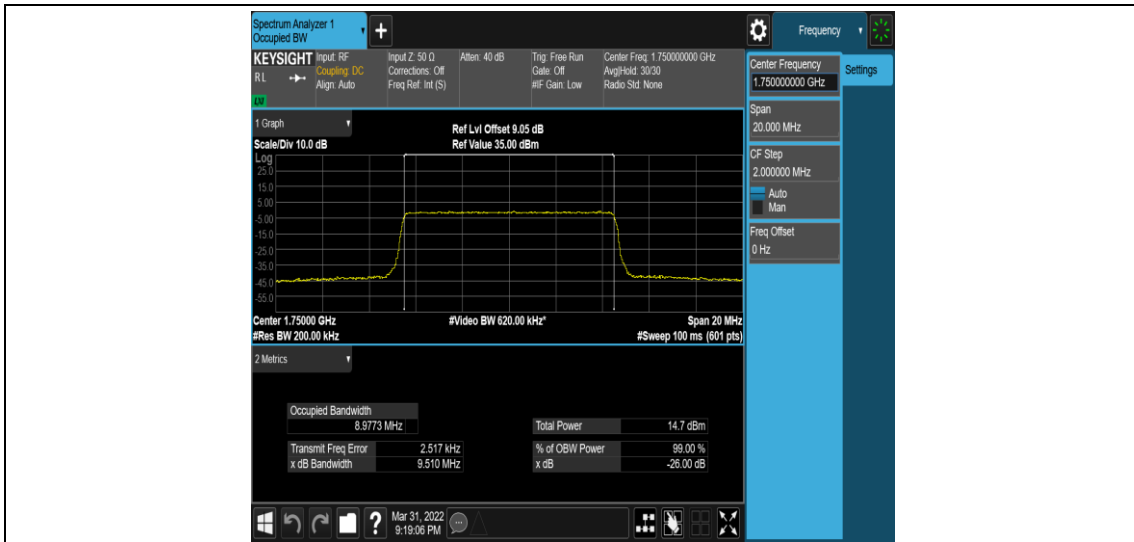 Spectrum Analyzer 1
Occupied BW
+
Frequency
KEYSIGHT
RL
LXI
Input: RF
Coupling: DC
Align: Auto
Input Z: 50 Ω
Corrections: Off
Freq Ref: Int (S)
Atten: 40 dB
Trig: Free Run
Gate: Off
#IF Gain: Low
Center Freq: 1.750000000 GHz
Avg|Hold: 30/30
Radio Std: None
Center Frequency
1.750000000 GHz
Settings
Span
20.000 MHz
CF Step
2.000000 MHz
Auto
Man
Freq Offset
0 Hz
1 Graph
Scale/Div 10.0 dB
Ref Lvl Offset 9.05 dB
Ref Value 35.00 dBm
Log
25.0
15.0
5.00
-5.00
-15.0
-25.0
-35.0
-45.0
-55.0
Center 1.75000 GHz
#Video BW 620.00 kHz*
Span 20 MHz
#Res BW 200.00 kHz
#Sweep 100 ms (601 pts)
2 Metrics
Occupied Bandwidth
8.9773 MHz
Total Power 14.7 dBm
Transmit Freq Error 2.517 kHz
% of OBW Power 99.00 %
x dB Bandwidth 9.510 MHz
x dB -26.00 dB
?
Mar 31, 2022
9:19:06 PM